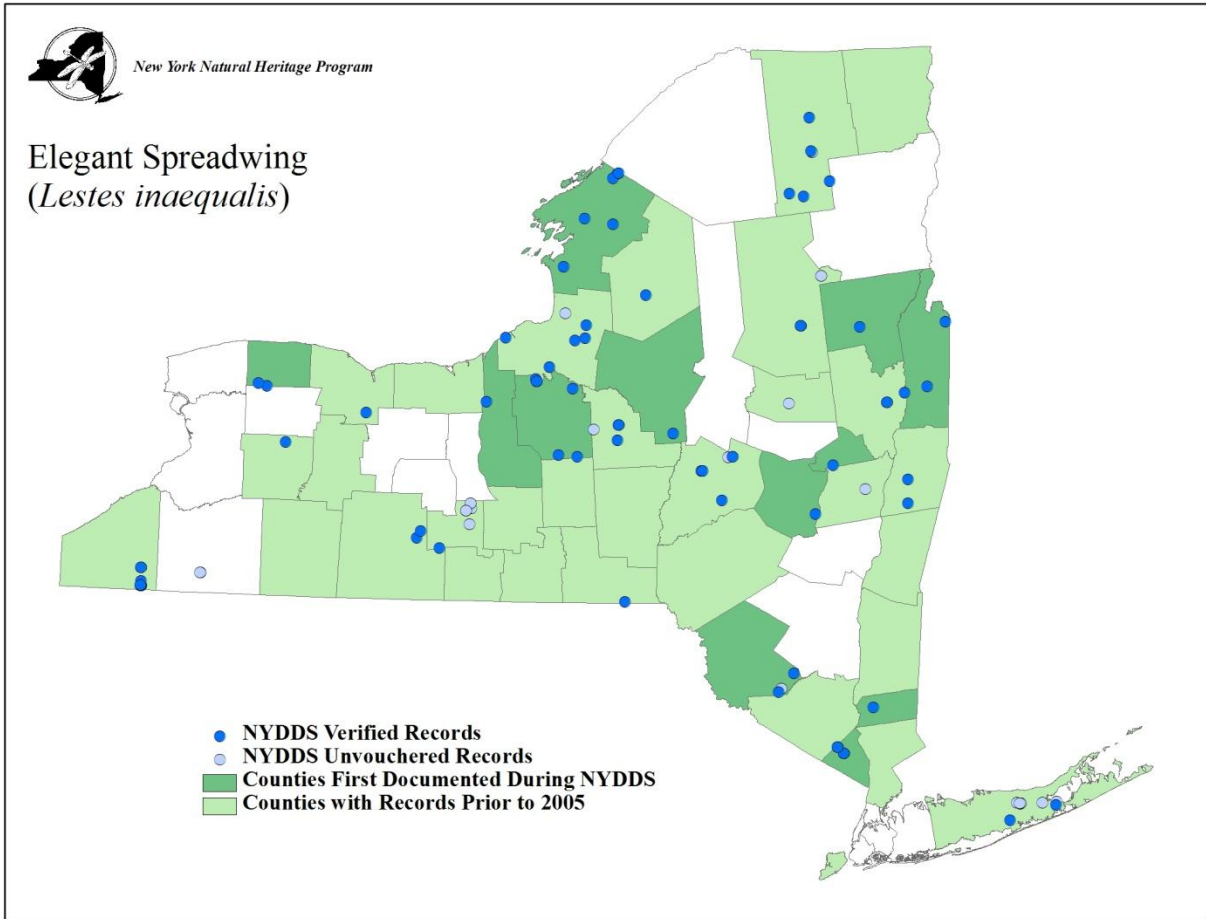 New York Natural Heritage Program
Elegant Spreadwing
(Lestes inaequalis)
NYDDS Verified Records
NYDDS Unvouchered Records
Counties First Documented During NYDDS
Counties with Records Prior to 2005